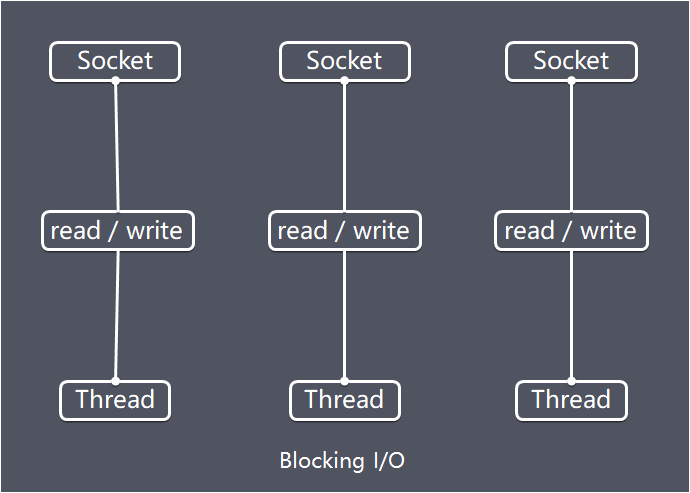 Socket Socket Socket
read / write read / write read / write
Thread Thread Thread
Blocking I/O